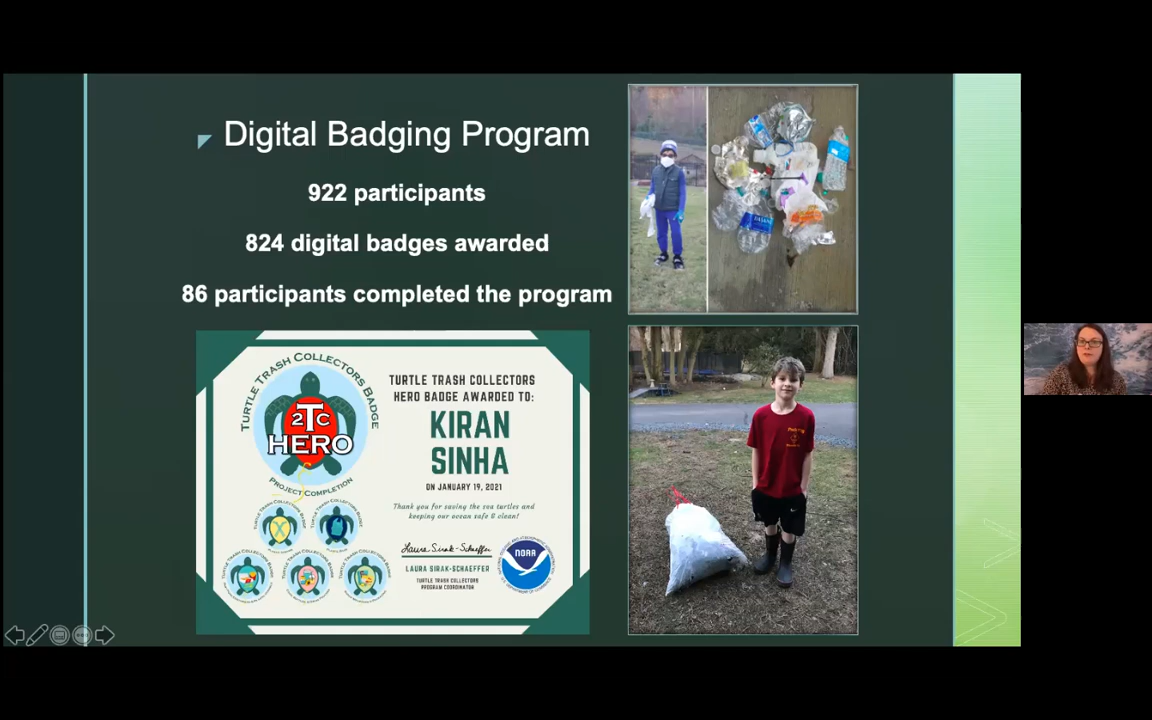 Digital Badging Program
922 participants
824 digital badges awarded
86 participants completed the program
TURTLE TRASH COLLECTORS BADGE
T
2 C
HERO
PROJECT COMPLETION
TURTLE TRASH COLLECTORS
HERO BADGE AWARDED TO:
KIRAN
SINHA
ON JANUARY 19, 2021
Thank you for saving the sea turtles and
keeping our ocean safe & clean!
Laura Sirak-Schaeffer
LAURA SIRAK-SCHAEFFER
TURTLE TRASH COLLECTORS
PROGRAM COORDINATOR
NOAA
DASANI